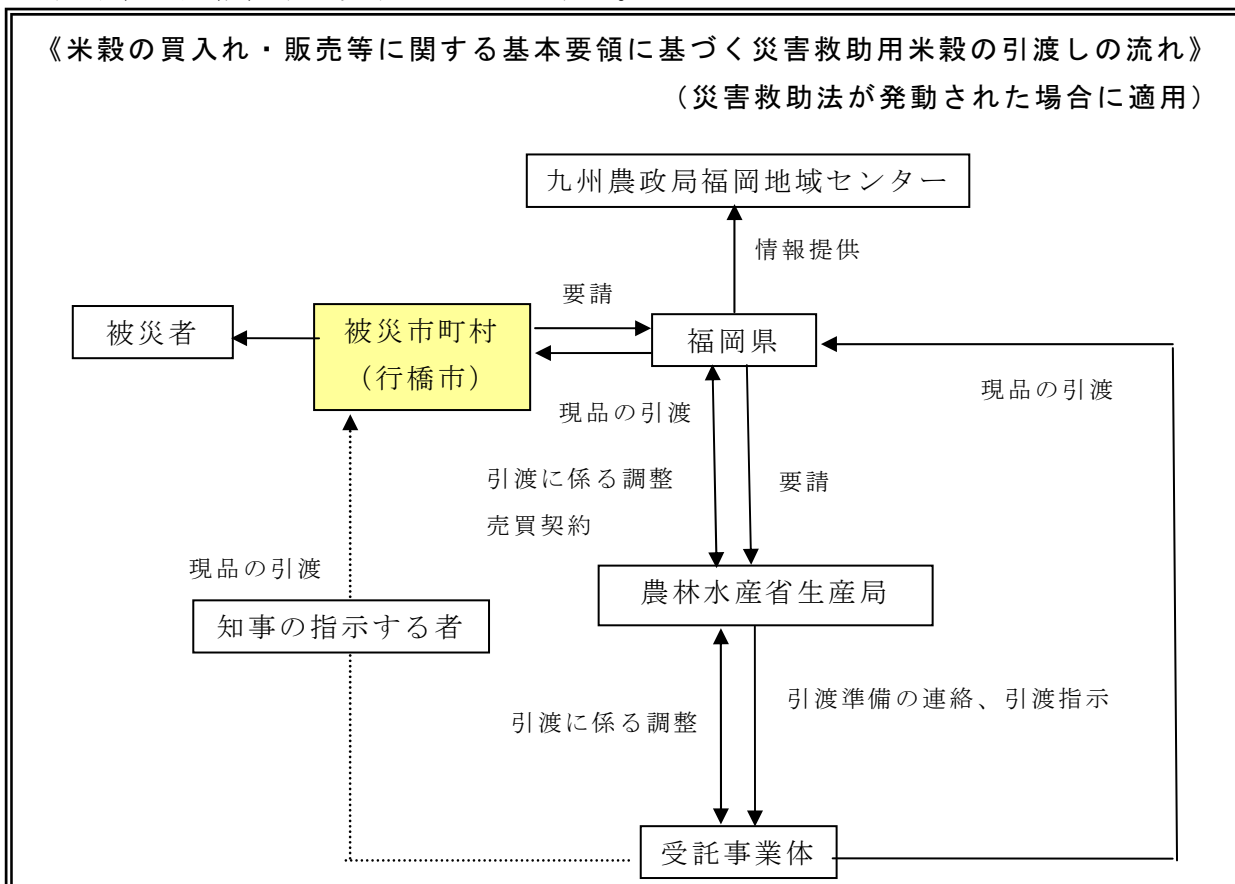 《米穀の買入れ・販売等に関する基本要領に基づく災害救助用米穀の引渡しの流れ》
（災害救助法が発動された場合に適用）
九州農政局福岡地域センター
情報提供
要請
被災者
被災市町村
（行橋市）
福岡県
現品の引渡
現品の引渡
引渡に係る調整
売買契約
要請
現品の引渡
農林水産省生産局
知事の指示する者
引渡準備の連絡、引渡指示
引渡に係る調整
受託事業体